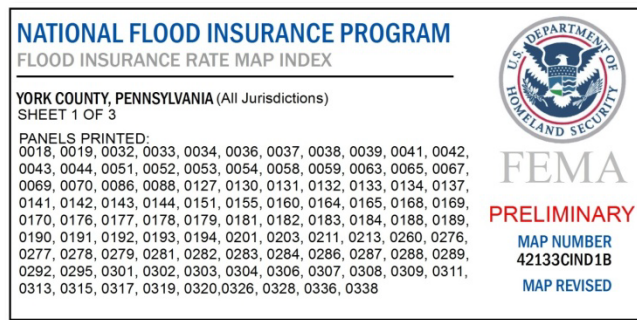 NATIONAL FLOOD INSURANCE PROGRAM
FLOOD INSURANCE RATE MAP INDEX
YORK COUNTY, PENNSYLVANIA (All Jurisdictions)
SHEET 1 OF 3
PANELS PRINTED:
0018, 0019, 0032, 0033, 0034, 0036, 0037, 0038, 0039, 0041, 0042,
0043, 0044, 0051, 0052, 0053, 0054, 0058, 0059, 0063, 0065, 0067,
0069, 0070, 0086, 0088, 0127, 0130, 0131, 0132, 0133, 0134, 0137,
0141, 0142, 0143, 0144, 0151, 0155, 0160, 0164, 0165, 0168, 0169,
0170, 0176, 0177, 0178, 0179, 0181, 0182, 0183, 0184, 0188, 0189,
0190, 0191, 0192, 0193, 0194, 0201, 0203, 0211, 0213, 0260, 0276,
0277, 0278, 0279, 0281, 0282, 0283, 0284, 0286, 0287, 0288, 0289,
0292, 0295, 0301, 0302, 0303, 0304, 0306, 0307, 0308, 0309, 0311,
0313, 0315, 0317, 0319, 0320,0326, 0328, 0336, 0338
U.S. DEPARTMENT OF
HOMELAND SECURITY
FEMA
PRELIMINARY
MAP NUMBER
42133CIND1B
MAP REVISED